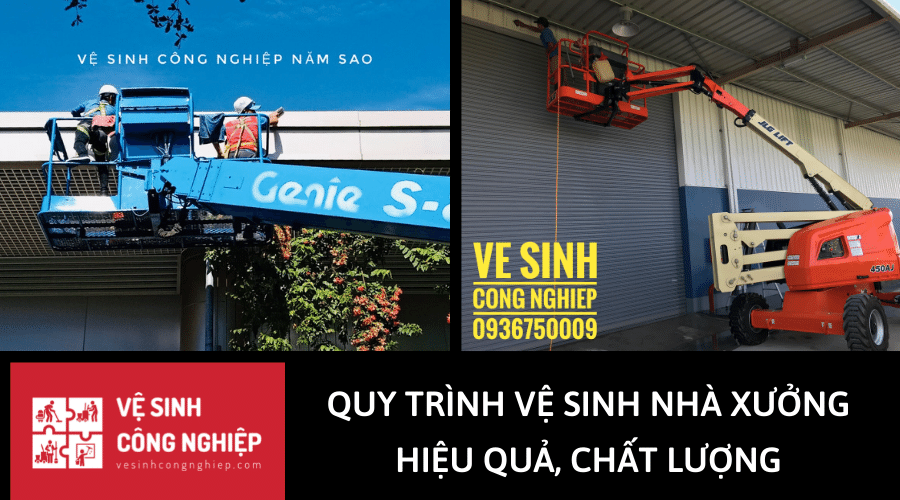 VỆ SINH CÔNG NGHIỆP NĂM SAO
Genie S-
JLG LIFT
450AJ
VE SINH
CONG NGHIEP
0936750009
VỆ SINH
CÔNG NGHIỆP
vesinhcongnghiep.com
QUY TRÌNH VỆ SINH NHÀ XƯỞNG
HIỆU QUẢ, CHẤT LƯỢNG